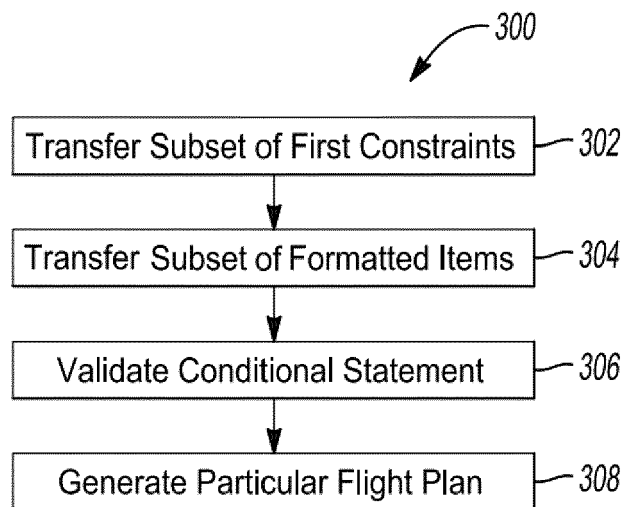 300
Transfer Subset of First Constraints 302
Transfer Subset of Formatted Items 304
Validate Conditional Statement 306
Generate Particular Flight Plan 308